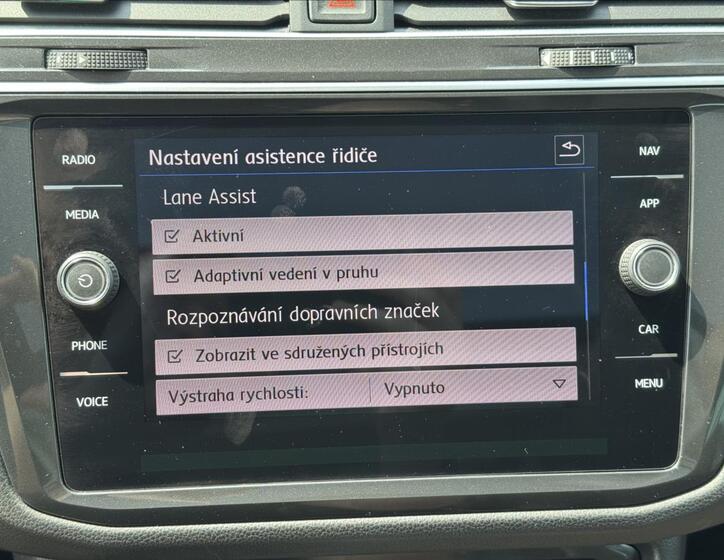 RADIO
MEDIA
PHONE
VOICE
Nastavení asistence řidiče
Lane Assist
Aktivní
Adaptivní vedení v pruhu
Rozpoznávání dopravních značek
Zobrazit ve sdružených přístrojích
Výstraha rychlosti: Vypnuto
NAV
APP
CAR
MENU